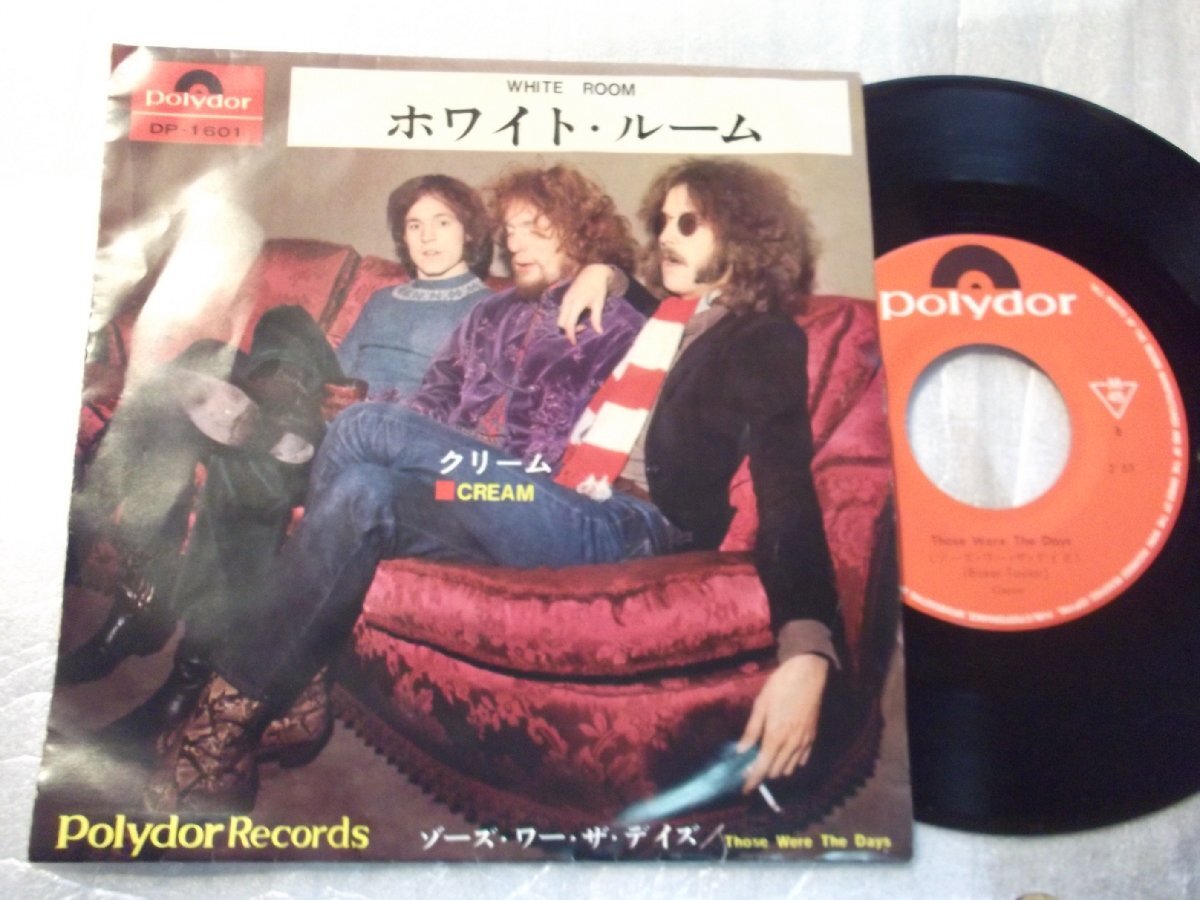 Polydor
DP-1601
WHITE ROOM
ホワイト・ルーム
クリーム
CREAM
Polydor Records
ゾーズ・ワー・ザ・デイズ/Those Were The Days
Polydor
Those Were The Days